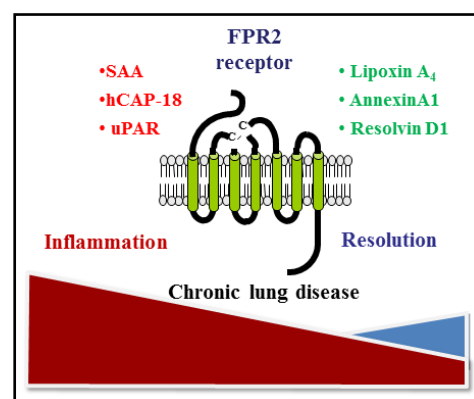 FPR2
receptor
•SAA
•hCAP-18
• uPAR
• Lipoxin A₄
• AnnexinA1
• Resolvin D1
C
C
Inflammation
Resolution
Chronic lung disease